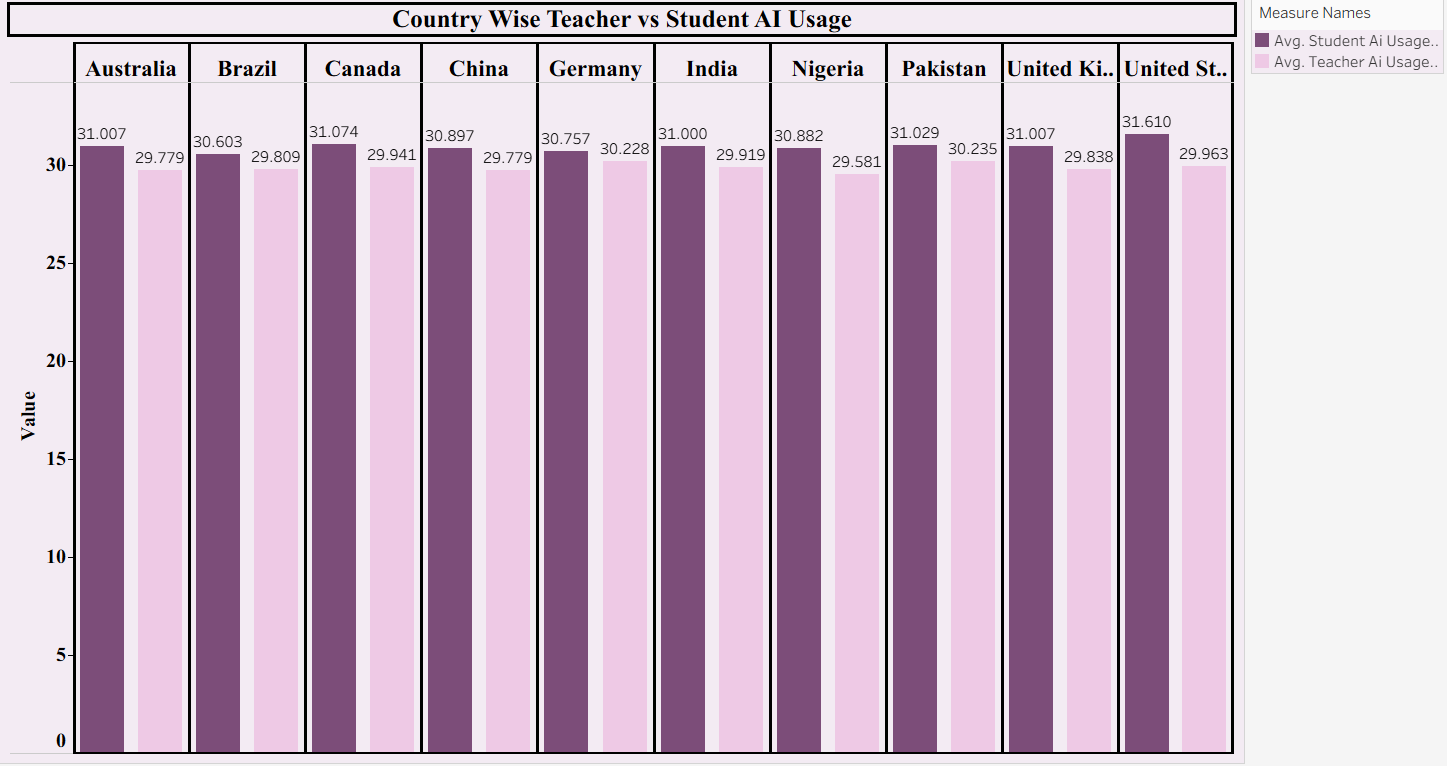 Country Wise Teacher vs Student AI Usage
Measure Names
Avg. Student Ai Usage..
Avg. Teacher Ai Usage..
Australia Brazil Canada China Germany India Nigeria Pakistan United Ki.. United St..
31.007 29.779 30.603 29.809 31.074 29.941 30.897 29.779 30.757 30.228 31.000 29.919 30.882 29.581 31.029 30.235 31.007 29.838 31.610 29.963
30
25
20
Value
15
10
5
0